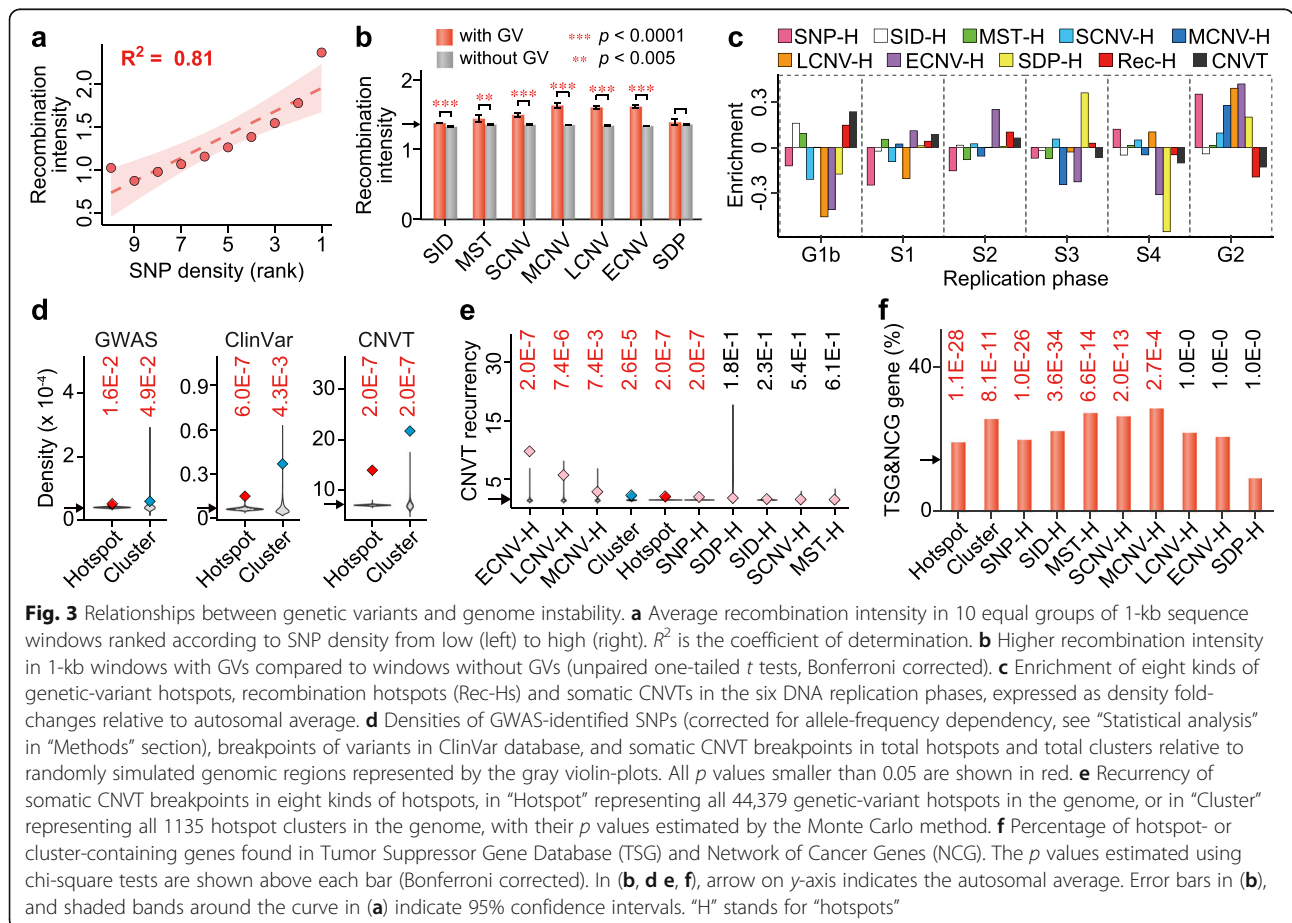 a
R² = 0.81
Recombination
intensity
2.0
1.5
1.0
0.5
9 7 5 3 1
SNP density (rank)
b
with GV *** p < 0.0001
without GV ** p < 0.005
Recombination
intensity
2
1
0
*** ** *** *** *** ***
SID MST SCNV MCNV LCNV ECNV SDP
c
SNP-H SID-H MST-H SCNV-H MCNV-H
LCNV-H ECNV-H SDP-H Rec-H CNVT
Enrichment
0.3
0
-0.3
G1b S1 S2 S3 S4 G2
Replication phase
d
GWAS ClinVar CNVT
Density (x 10⁻⁴)
4
2
0
1.6E-2 4.9E-2
Hotspot Cluster
0.9
0.6
0.3
0
6.0E-7 4.3E-3
Hotspot Cluster
30
20
10
2.0E-7 2.0E-7
Hotspot Cluster
e
CNVT recurrency
30
15
5
2.0E-7 7.4E-6 7.4E-3 2.6E-5 2.0E-7 2.0E-7 1.8E-1 2.3E-1 5.4E-1 6.1E-1
ECNV-H LCNV-H MCNV-H Cluster Hotspot SNP-H SDP-H SID-H SCNV-H MST-H
f
TSG&NCG gene (%)
40
0
1.1E-28 8.1E-11 1.0E-26 3.6E-34 6.6E-14 2.0E-13 2.7E-4 1.0E-0 1.0E-0 1.0E-0
Hotspot Cluster SNP-H SID-H MST-H SCNV-H MCNV-H LCNV-H ECNV-H SDP-H
Fig. 3 Relationships between genetic variants and genome instability. a Average recombination intensity in 10 equal groups of 1-kb sequence
windows ranked according to SNP density from low (left) to high (right). R² is the coefficient of determination. b Higher recombination intensity
in 1-kb windows with GVs compared to windows without GVs (unpaired one-tailed t tests, Bonferroni corrected). c Enrichment of eight kinds of
genetic-variant hotspots, recombination hotspots (Rec-Hs) and somatic CNVTs in the six DNA replication phases, expressed as density fold-
changes relative to autosomal average. d Densities of GWAS-identified SNPs (corrected for allele-frequency dependency, see “Statistical analysis”
in “Methods” section), breakpoints of variants in ClinVar database, and somatic CNVT breakpoints in total hotspots and total clusters relative to
randomly simulated genomic regions represented by the gray violin-plots. All p values smaller than 0.05 are shown in red. e Recurrency of
somatic CNVT breakpoints in eight kinds of hotspots, in “Hotspot” representing all 44,379 genetic-variant hotspots in the genome, or in “Cluster”
representing all 1135 hotspot clusters in the genome, with their p values estimated by the Monte Carlo method. f Percentage of hotspot- or
cluster-containing genes found in Tumor Suppressor Gene Database (TSG) and Network of Cancer Genes (NCG). The p values estimated using
chi-square tests are shown above each bar (Bonferroni corrected). In (b, d e, f), arrow on y-axis indicates the autosomal average. Error bars in (b),
and shaded bands around the curve in (a) indicate 95% confidence intervals. “H” stands for “hotspots”